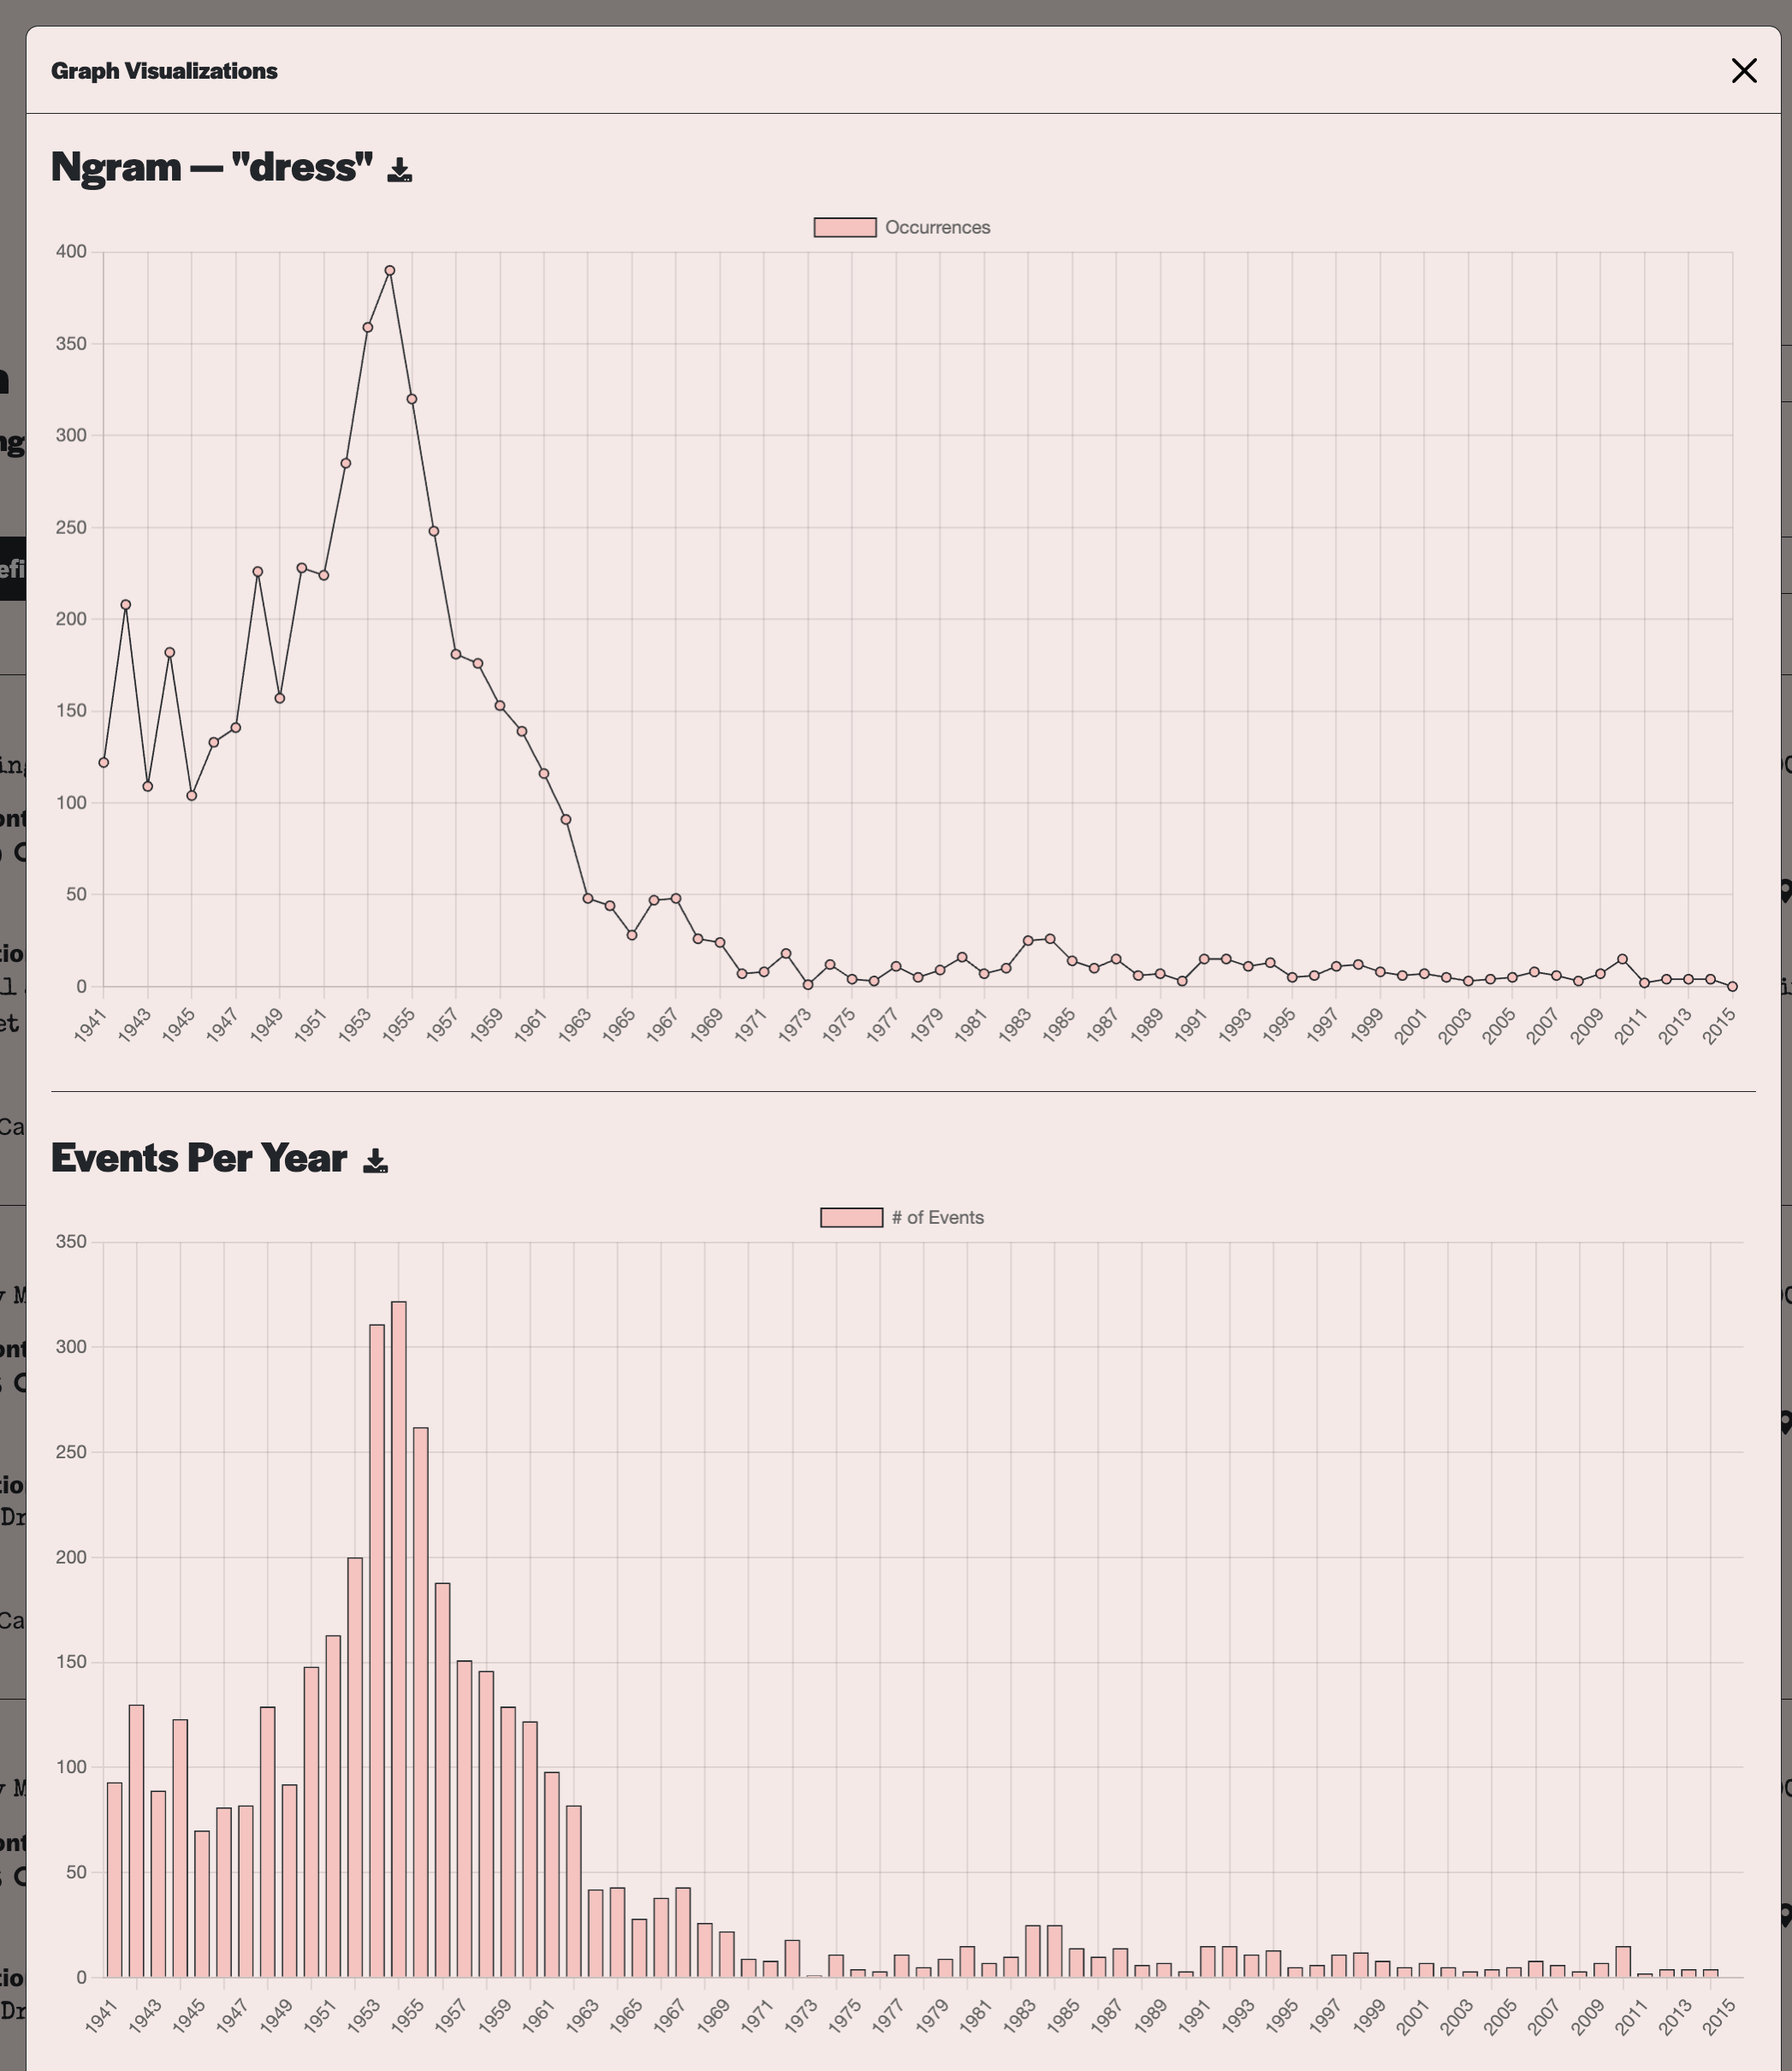 Graph Visualizations
Ngram — "dress"
Occurrences
400
350
300
250
200
150
100
50
0
1941 1943 1945 1947 1949 1951 1953 1955 1957 1959 1961 1963 1965 1967 1969 1971 1973 1975 1977 1979 1981 1983 1985 1987 1989 1991 1993 1995 1997 1999 2001 2003 2005 2007 2009 2011 2013 2015
Events Per Year
# of Events
350
300
250
200
150
100
50
0
1941 1943 1945 1947 1949 1951 1953 1955 1957 1959 1961 1963 1965 1967 1969 1971 1973 1975 1977 1979 1981 1983 1985 1987 1989 1991 1993 1995 1997 1999 2001 2003 2005 2007 2009 2011 2013 2015